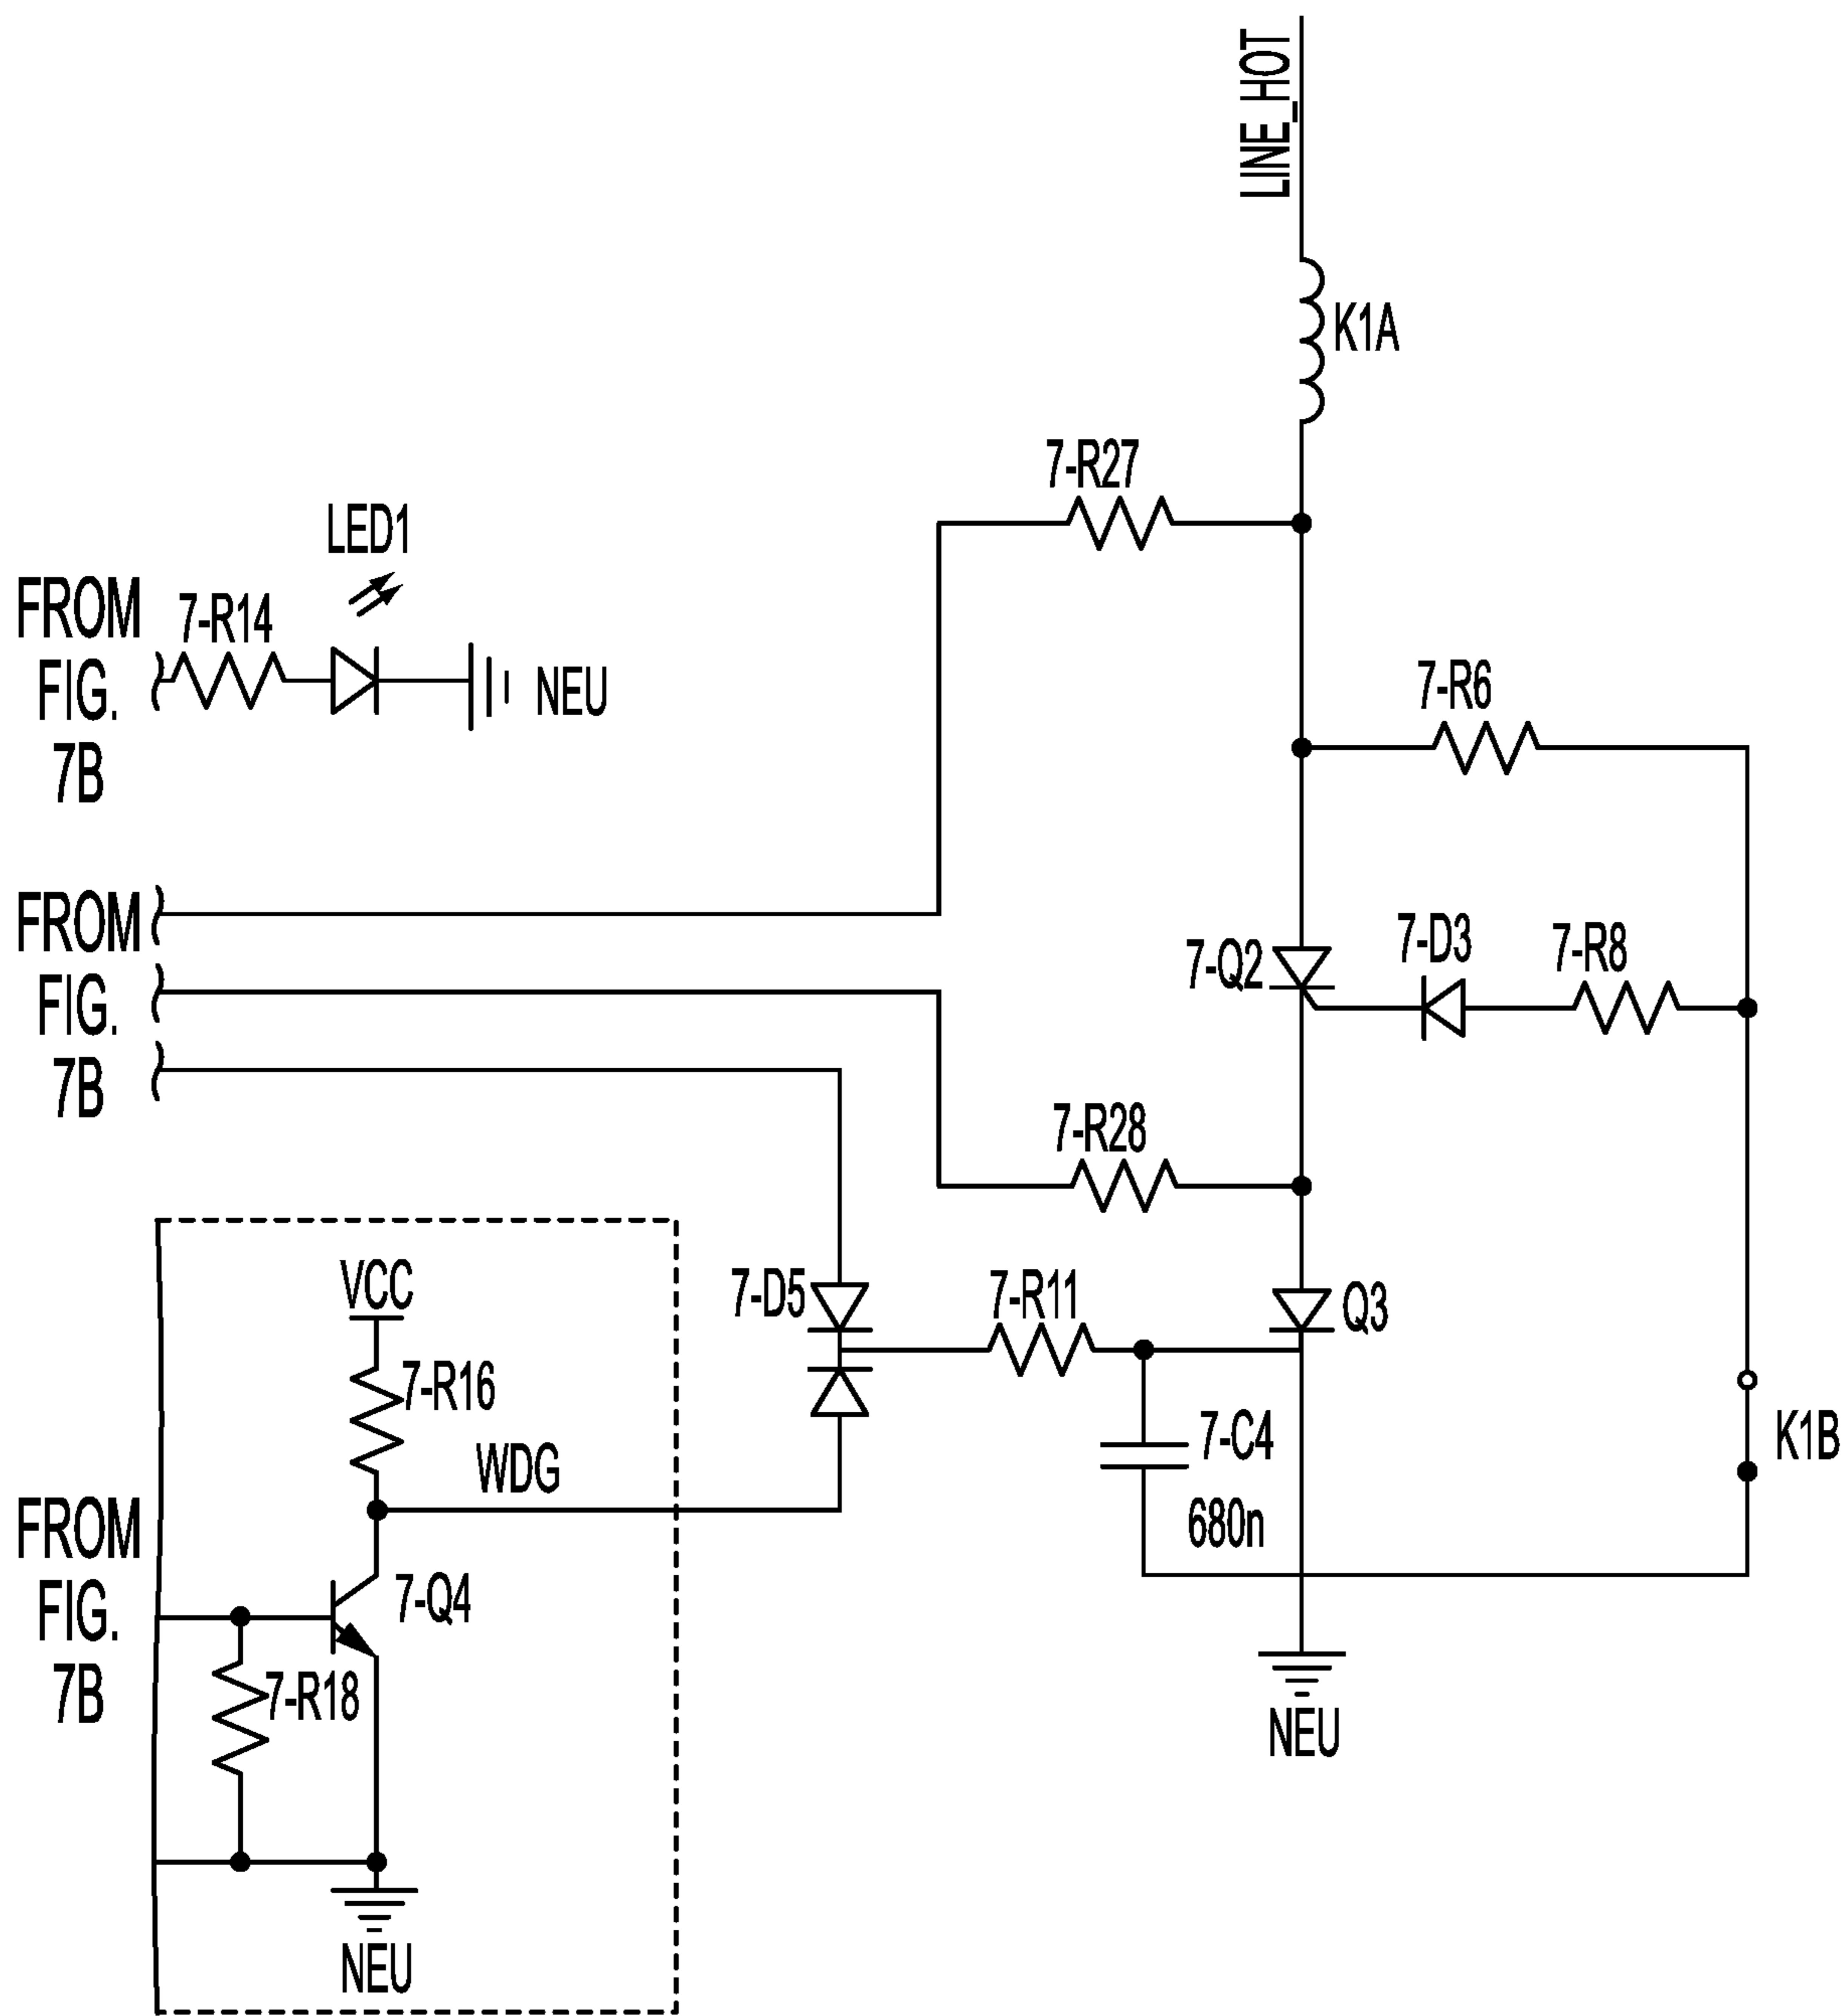 LINE_HOT
K1A
7-R27
LED1
FROM
FIG.
7B
7-R14
NEU
7-R6
FROM
FIG.
7B
7-Q2
7-D3
7-R8
7-R28
VCC
7-D5
7-R11
Q3
7-R16
WDG
7-C4
680n
K1B
FROM
FIG.
7B
7-Q4
7-R18
NEU
NEU